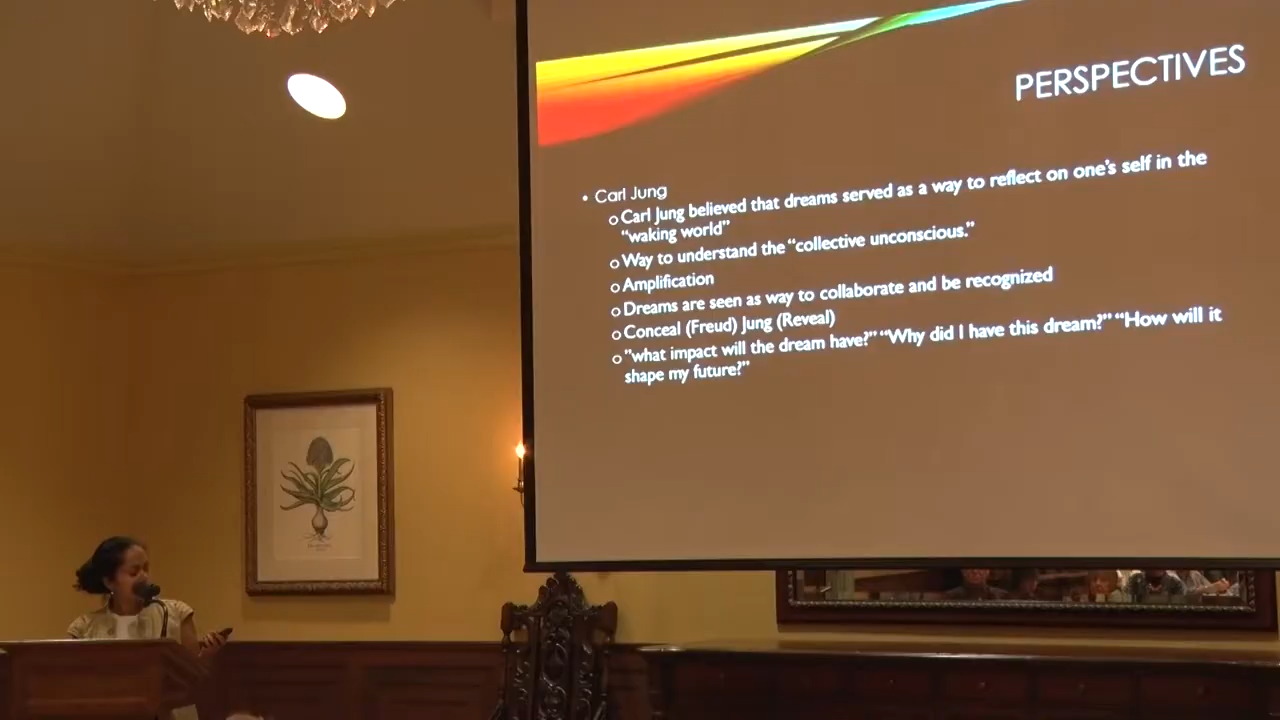 PERSPECTIVES
• Carl Jung
o Carl Jung believed that dreams served as a way to reflect on one's self in the
“waking world”
o Way to understand the “collective unconscious.”
o Amplification
o Dreams are seen as way to collaborate and be recognized
o Conceal (Freud) Jung (Reveal)
o ”what impact will the dream have?” “Why did I have this dream?” “How will it
shape my future?”